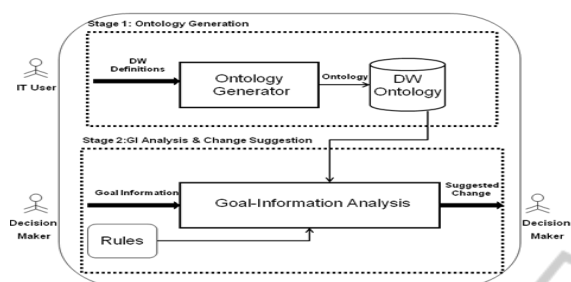 Stage 1: Ontology Generation
DW
Definitions
IT User
Ontology
Generator
Ontology
DW
Ontology
Stage 2:GI Analysis & Change Suggestion
Goal Information
Goal-Information Analysis
Suggested
Change
Decision
Maker
Rules
Decision
Maker